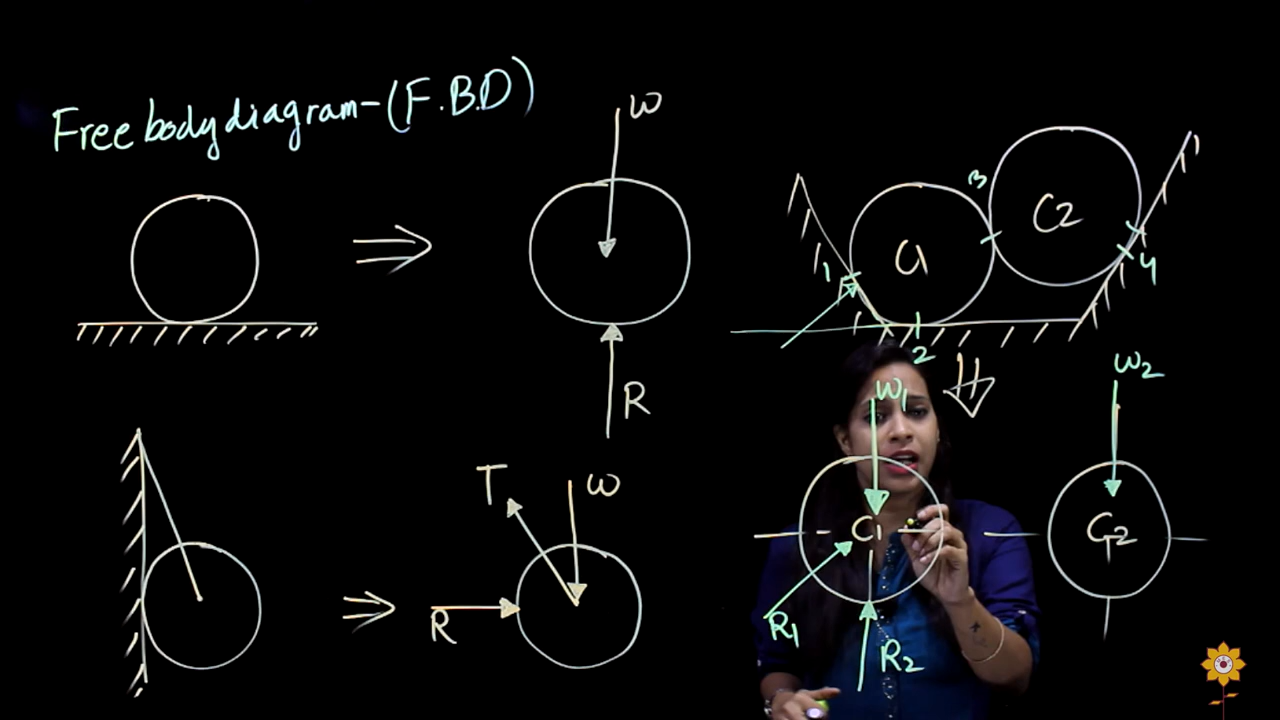 Free body diagram-(F.B.D)
w
R
T
w
R
C1
C2
1
2
3
4
W1
W2
C1
C2
R1
R2